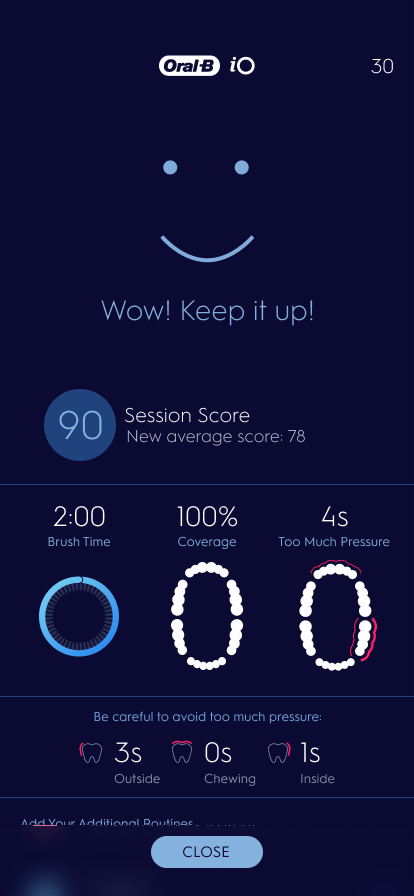 Oral-B iO
30
Wow! Keep it up!
90
Session Score
New average score: 78
2:00
100%
4s
Brush Time
Coverage
Too Much Pressure
Be careful to avoid too much pressure:
3s
0s
1s
Outside
Chewing
Inside
Add Your Additional Routines
CLOSE